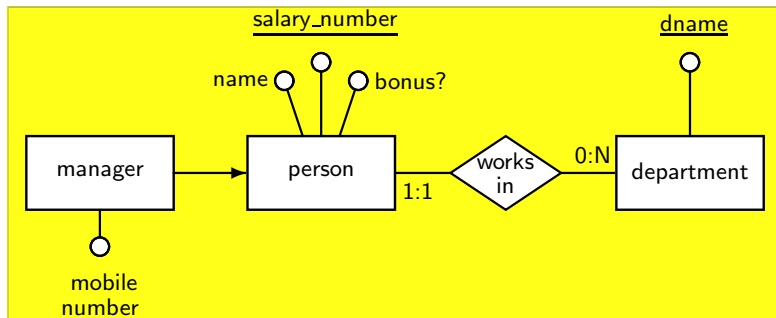 salary_number
dname
name
bonus?
manager
person
works
in
department
1:1
0:N
mobile
number